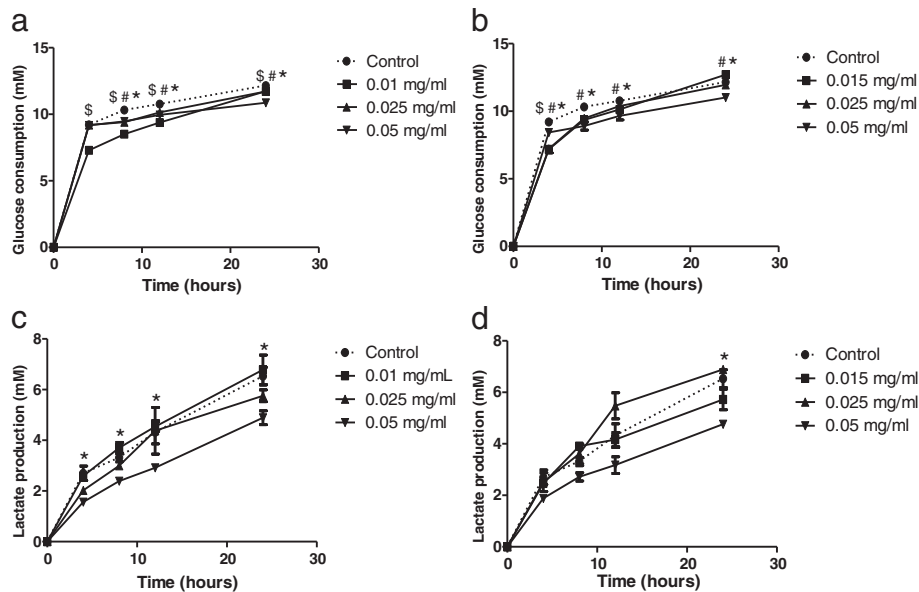 a
Glucose consumption (mM)
15
10
5
0
0 10 20 30
Time (hours)
$ $ # * $ # * $ # *
Control
0.01 mg/ml
0.025 mg/ml
0.05 mg/ml
b
Glucose consumption (mM)
15
10
5
0
0 10 20 30
Time (hours)
$ # * # * # * # *
Control
0.015 mg/ml
0.025 mg/ml
0.05 mg/ml
c
Lactate production (mM)
8
6
4
2
0
0 10 20 30
Time (hours)
* * * *
Control
0.01 mg/mL
0.025 mg/ml
0.05 mg/ml
d
Lactate production (mM)
8
6
4
2
0
0 10 20 30
Time (hours)
*
Control
0.015 mg/ml
0.025 mg/ml
0.05 mg/ml